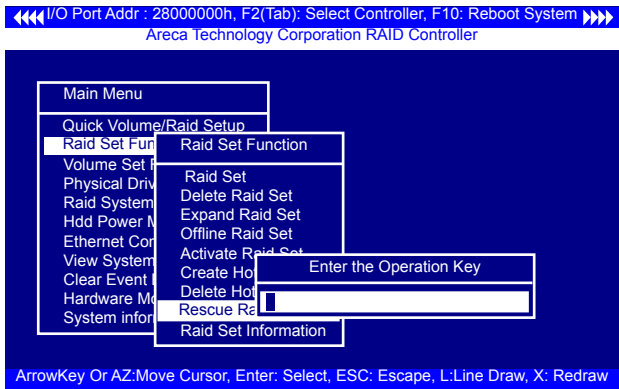 I/O Port Addr : 28000000h, F2(Tab): Select Controller, F10: Reboot System
Areca Technology Corporation RAID Controller
Main Menu
Quick Volume/Raid Setup
Raid Set Fun
Volume Set
Physical Driv
Raid System
Hdd Power M
Ethernet Con
View System
Clear Event
Hardware Mo
System infor
Raid Set Function
Raid Set
Delete Raid Set
Expand Raid Set
Offline Raid Set
Activate Raid Set
Create Hot
Delete Hot
Rescue Ra
Raid Set Information
Enter the Operation Key
ArrowKey Or AZ:Move Cursor, Enter: Select, ESC: Escape, L:Line Draw, X: Redraw